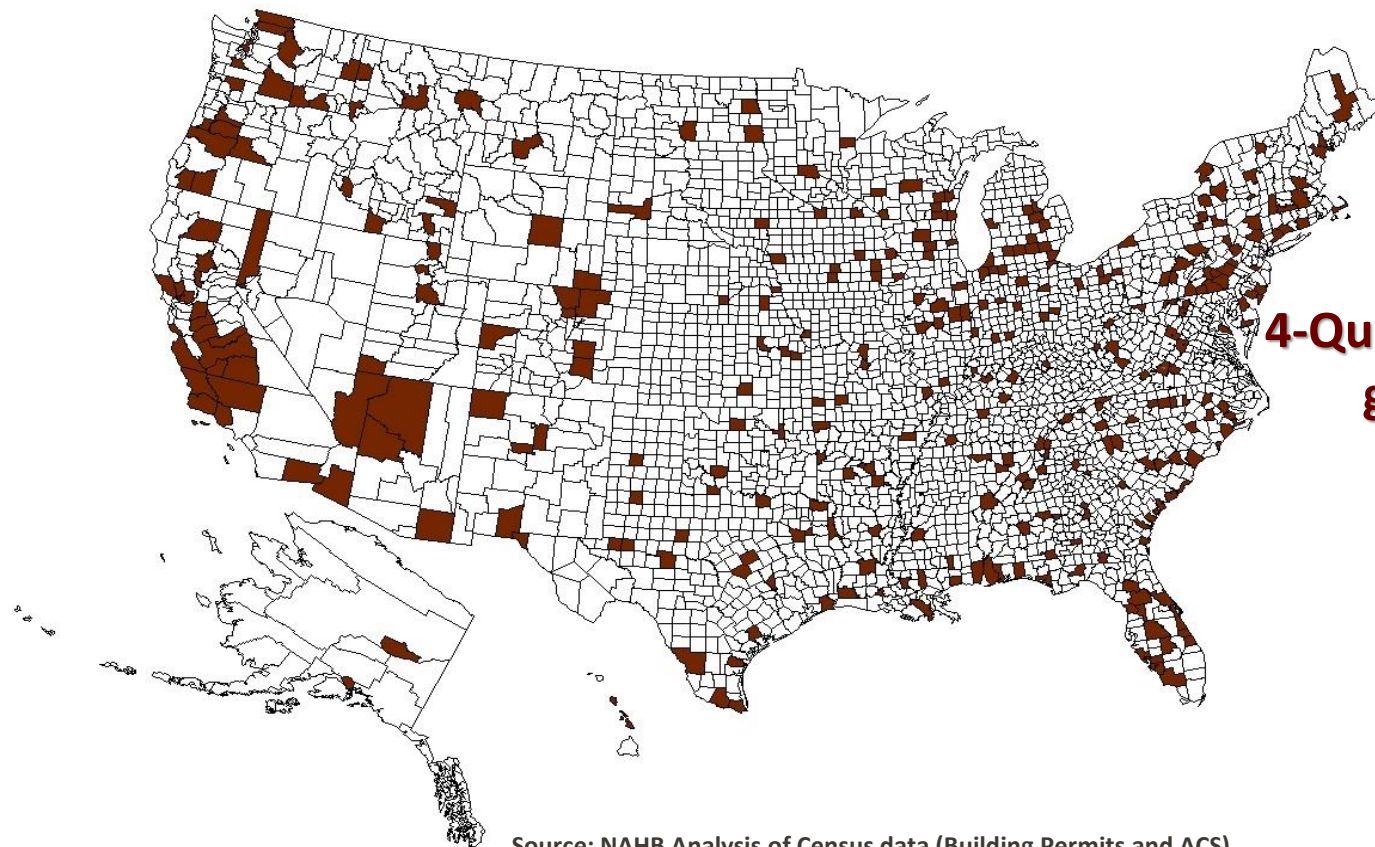 4-Qu
g
Source: NAHB Analysis of Census data (Building Permits and ACS)